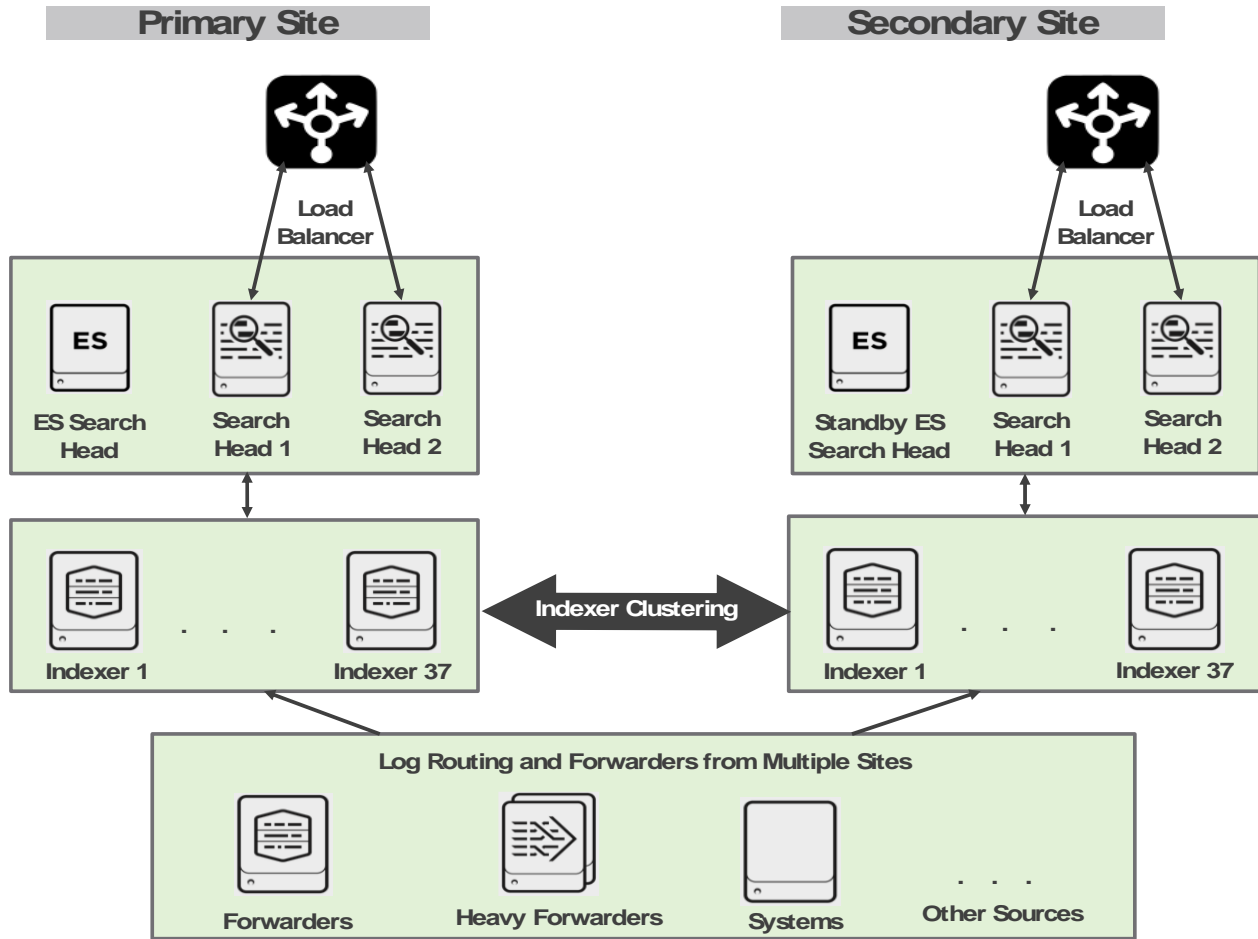 Primary Site
Secondary Site
Load
Balancer
Load
Balancer
ES
ES Search
Head
Search
Head 1
Search
Head 2
ES
Standby ES
Search Head
Search
Head 1
Search
Head 2
Indexer 1
. . .
Indexer 37
Indexer Clustering
Indexer 1
. . .
Indexer 37
Log Routing and Forwarders from Multiple Sites
Forwarders
Heavy Forwarders
Systems
. . .
Other Sources